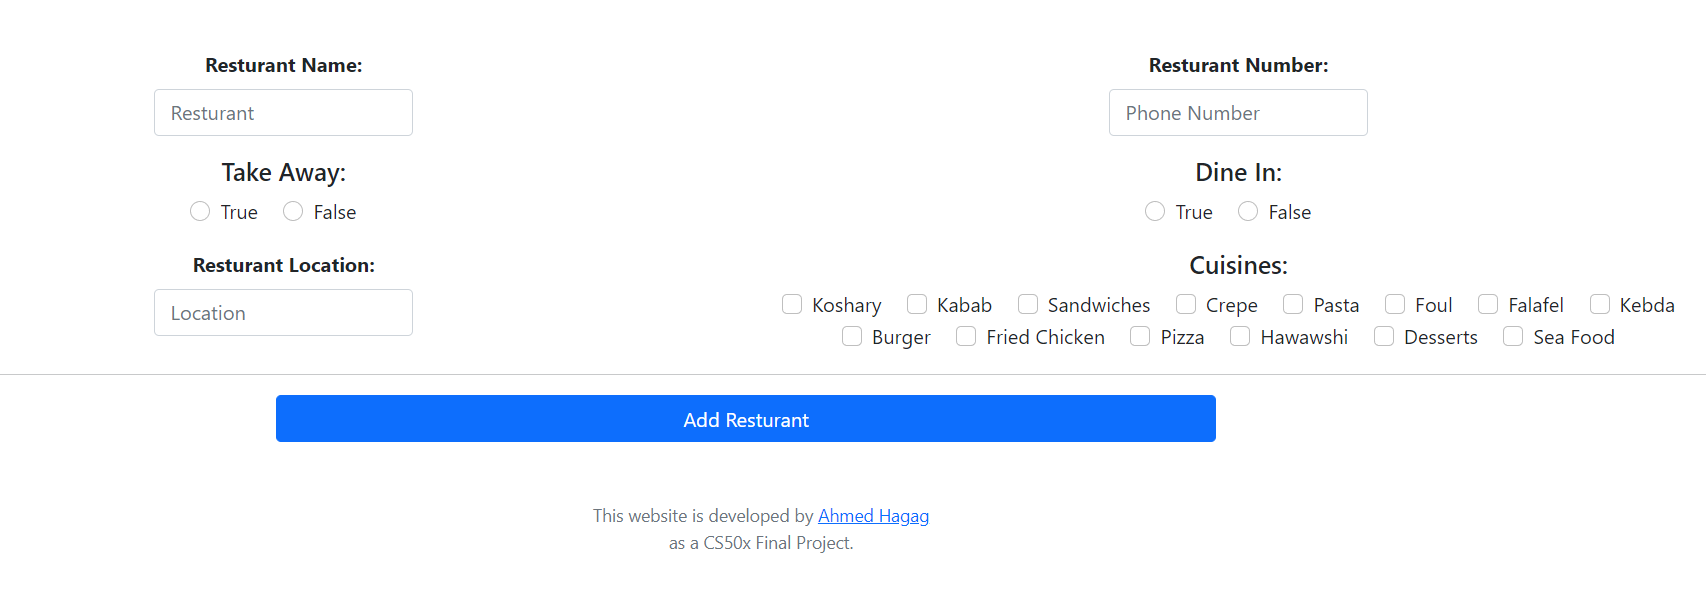 Resturant Name:
Resturant Number:
Resturant
Phone Number
Take Away:
Dine In:
True False
True False
Resturant Location:
Cuisines:
Location
Koshary Kabab Sandwiches Crepe Pasta Foul Falafel Kebda
Burger Fried Chicken Pizza Hawawshi Desserts Sea Food
Add Resturant
This website is developed by Ahmed Hagag
as a CS50x Final Project.